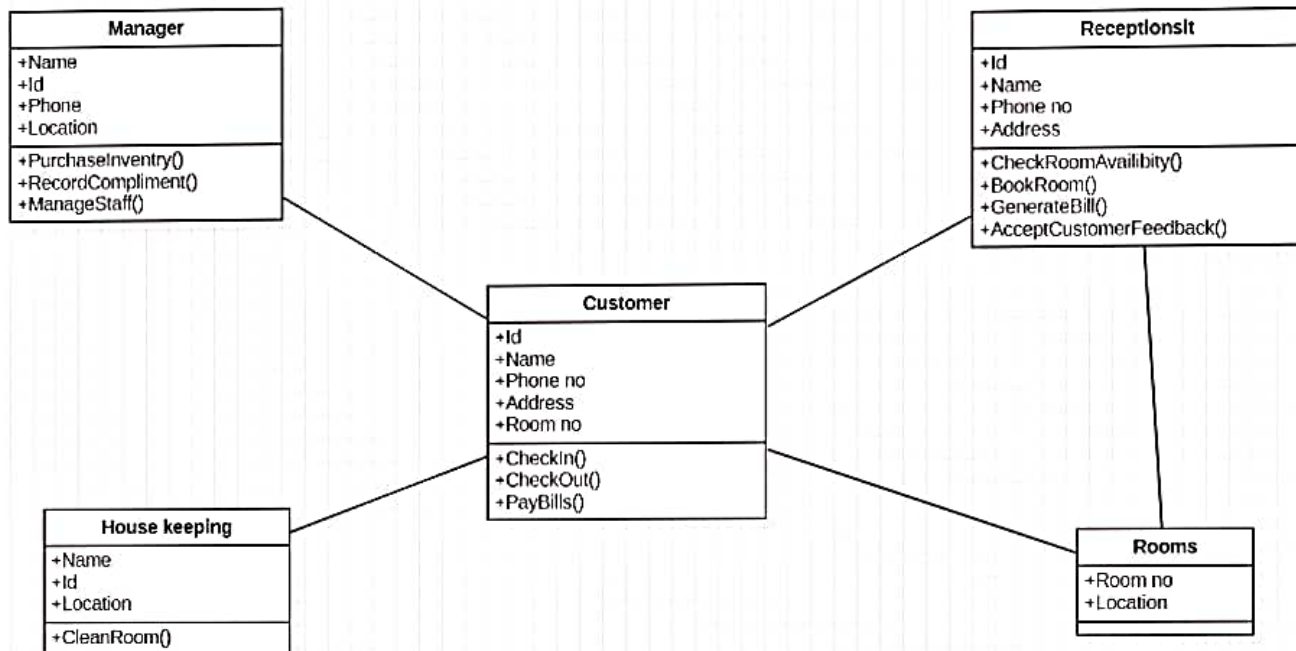 Manager
+Name
+Id
+Phone
+Location
+PurchaseInventry()
+RecordCompliment()
+ManageStaff()
Receptionsit
+Id
+Name
+Phone no
+Address
+CheckRoomAvailibity()
+BookRoom()
+GenerateBill()
+AcceptCustomerFeedback()
Customer
+Id
+Name
+Phone no
+Address
+Room no
+CheckIn()
+CheckOut()
+PayBills()
House keeping
+Name
+Id
+Location
+CleanRoom()
Rooms
+Room no
+Location